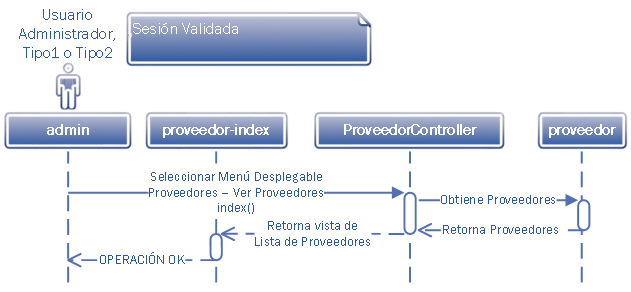 Usuario
Administrador,
Tipo1 o Tipo2
Sesión Validada
admin
proveedor-index
ProveedorController
proveedor
Seleccionar Menú Desplegable
Proveedores – Ver Proveedores
index()
Obtiene Proveedores
Retorna vista de
Lista de Proveedores
Retorna Proveedores
OPERACIÓN OK